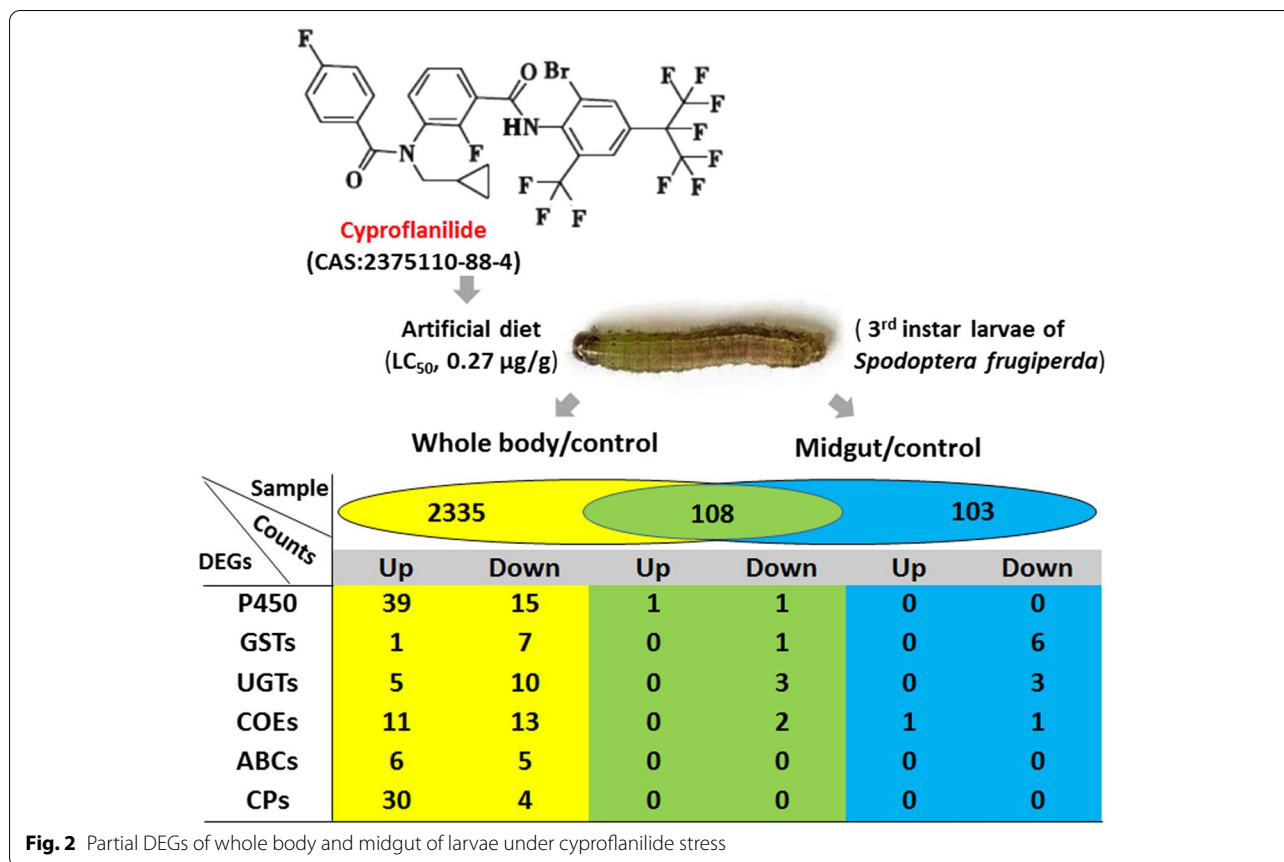 F
O
Br
F
F
F
F
HN
F
N
F
F
F
O
F
F
F
F
F
Cyproflanilide
(CAS:2375110-88-4)
Artificial diet
(LC50, 0.27 µg/g)
( 3rd instar larvae of
Spodoptera frugiperda)
Whole body/control
Midgut/control
Sample
Counts
DEGs
2335 108 103
Up Down Up Down Up Down
P450 39 15 1 1 0 0
GSTs 1 7 0 1 0 6
UGTs 5 10 0 3 0 3
COEs 11 13 0 2 1 1
ABCs 6 5 0 0 0 0
CPs 30 4 0 0 0 0
Fig. 2 Partial DEGs of whole body and midgut of larvae under cyproflanilide stress